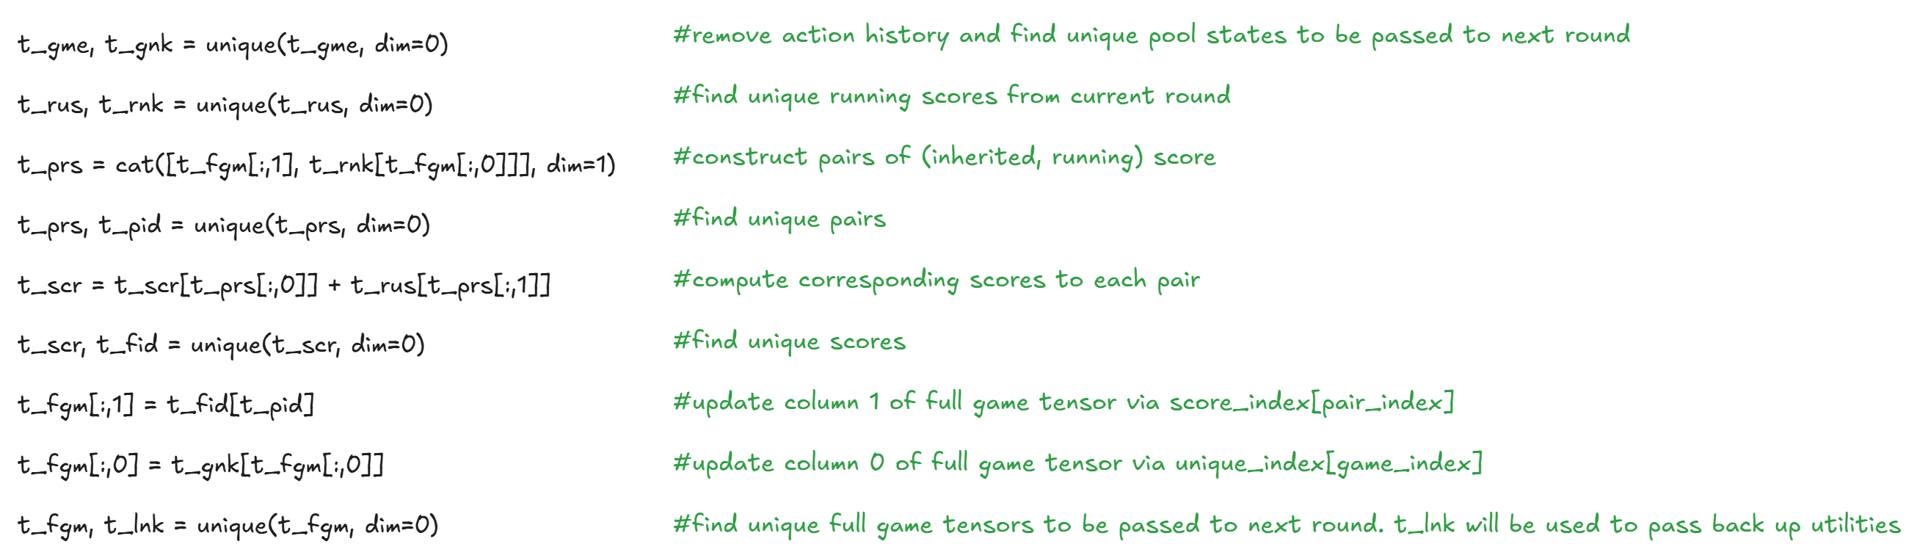 t_gme, t_gnk = unique(t_gme, dim=0) #remove action history and find unique pool states to be passed to next round
t_rus, t_rnk = unique(t_rus, dim=0) #find unique running scores from current round
t_prs = cat([t_fgm[:,1], t_rnk[t_fgm[:,0]]], dim=1) #construct pairs of (inherited, running) score
t_prs, t_pid = unique(t_prs, dim=0) #find unique pairs
t_scr = t_scr[t_prs[:,0]] + t_rus[t_prs[:,1]] #compute corresponding scores to each pair
t_scr, t_fid = unique(t_scr, dim=0) #find unique scores
t_fgm[:,1] = t_fid[t_pid] #update column 1 of full game tensor via score_index[pair_index]
t_fgm[:,0] = t_gnk[t_fgm[:,0]] #update column 0 of full game tensor via unique_index[game_index]
t_fgm, t_lnk = unique(t_fgm, dim=0) #find unique full game tensors to be passed to next round. t_lnk will be used to pass back up utilities